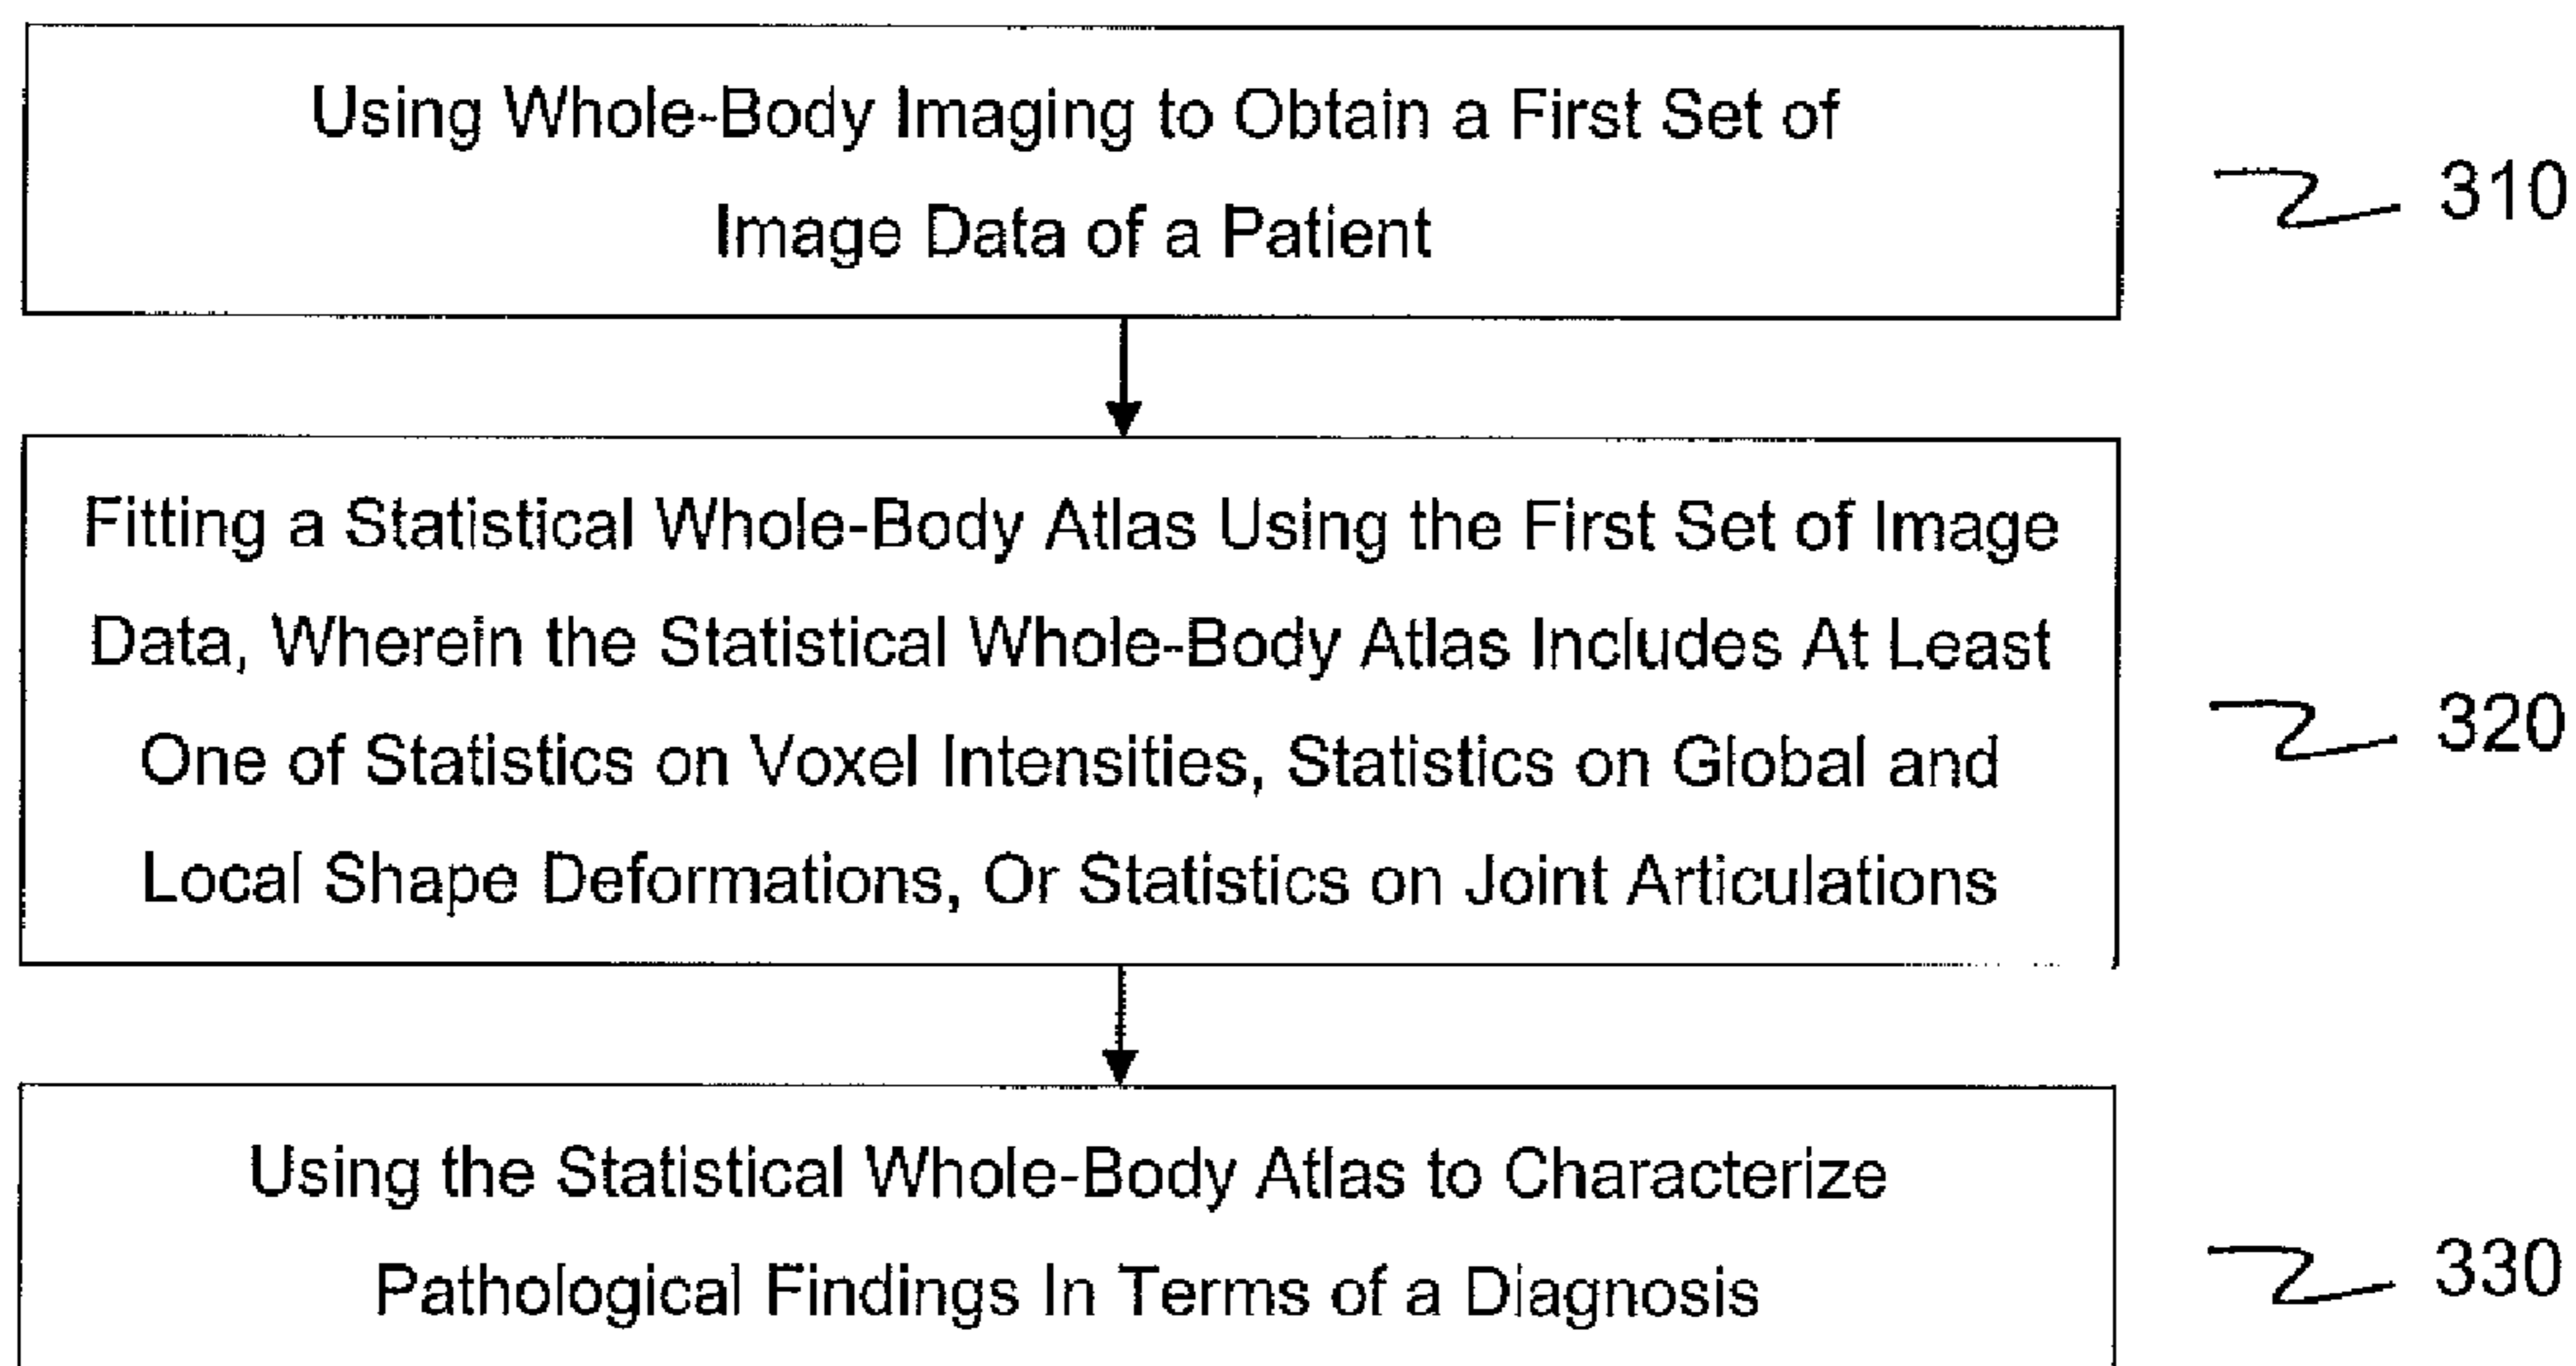 Using Whole-Body Imaging to Obtain a First Set of
Image Data of a Patient
310
Fitting a Statistical Whole-Body Atlas Using the First Set of Image
Data, Wherein the Statistical Whole-Body Atlas Includes At Least
One of Statistics on Voxel Intensities, Statistics on Global and
Local Shape Deformations, Or Statistics on Joint Articulations
320
Using the Statistical Whole-Body Atlas to Characterize
Pathological Findings In Terms of a Diagnosis
330